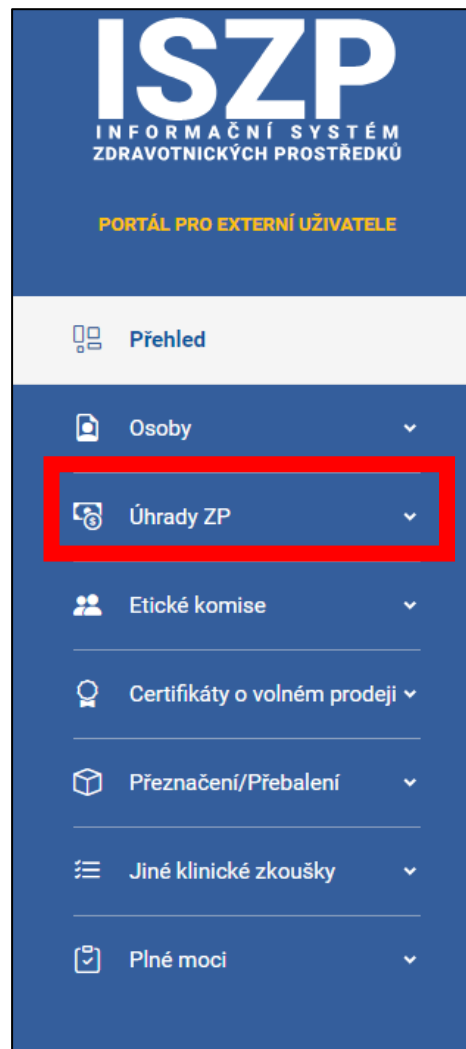 ISZP
INFORMAČNÍ SYSTÉM
ZDRAVOTNICKÝCH PROSTŘEDKŮ
PORTÁL PRO EXTERNÍ UŽIVATELE
Přehled
Osoby
Úhrady ZP
Etické komise
Certifikáty o volném prodeji
Přeznačení/Přebalení
Jiné klinické zkoušky
Plné moci